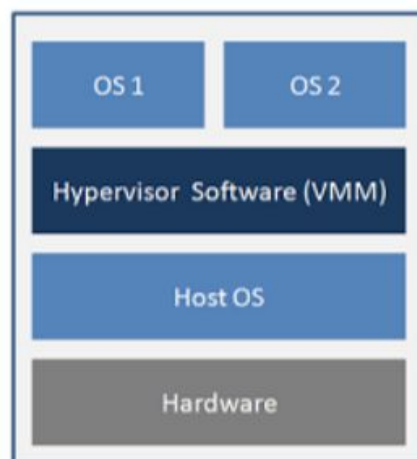 OS 1
OS 2
Hypervisor Software (VMM)
Host OS
Hardware